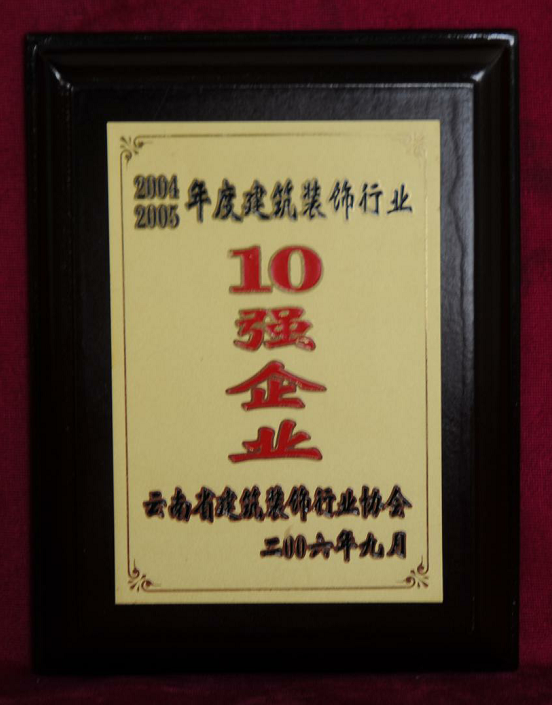 2004
2005
年度建筑装饰行业
10
强
企
业
云南省建筑装饰行业协会
二00六年九月